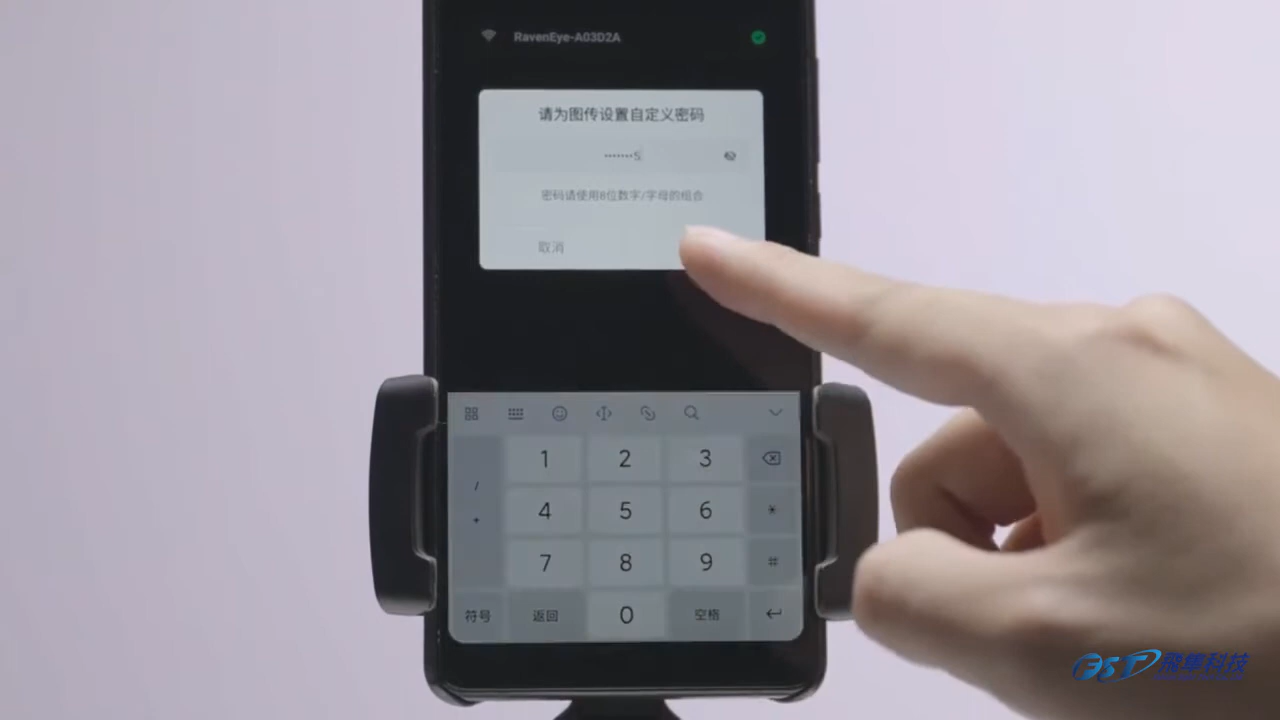 RavenEye-A03D2A
请为图传设置自定义密码
•••••••5
密码请使用8位数字/字母的组合
取消
1 2 3
/ 4 5 6 *
+
7 8 9 #
符号 返回 0 空格
飛隼科技